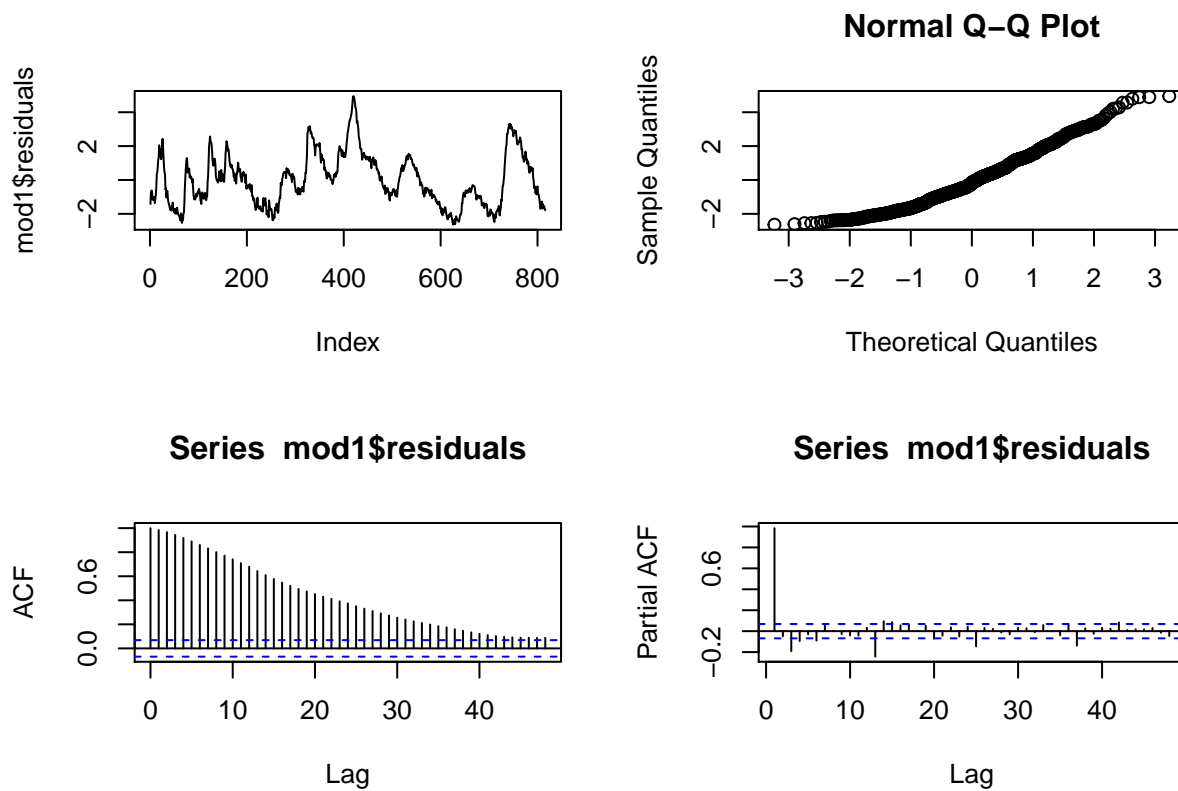 mod1$residuals
−2 2
0 200 400 600 800
Index
Normal Q−Q Plot
Sample Quantiles
−2 2
−3 −2 −1 0 1 2 3
Theoretical Quantiles
Series mod1$residuals
ACF
0.0 0.6
0 10 20 30 40
Lag
Series mod1$residuals
Partial ACF
−0.2 0.6
0 10 20 30 40
Lag